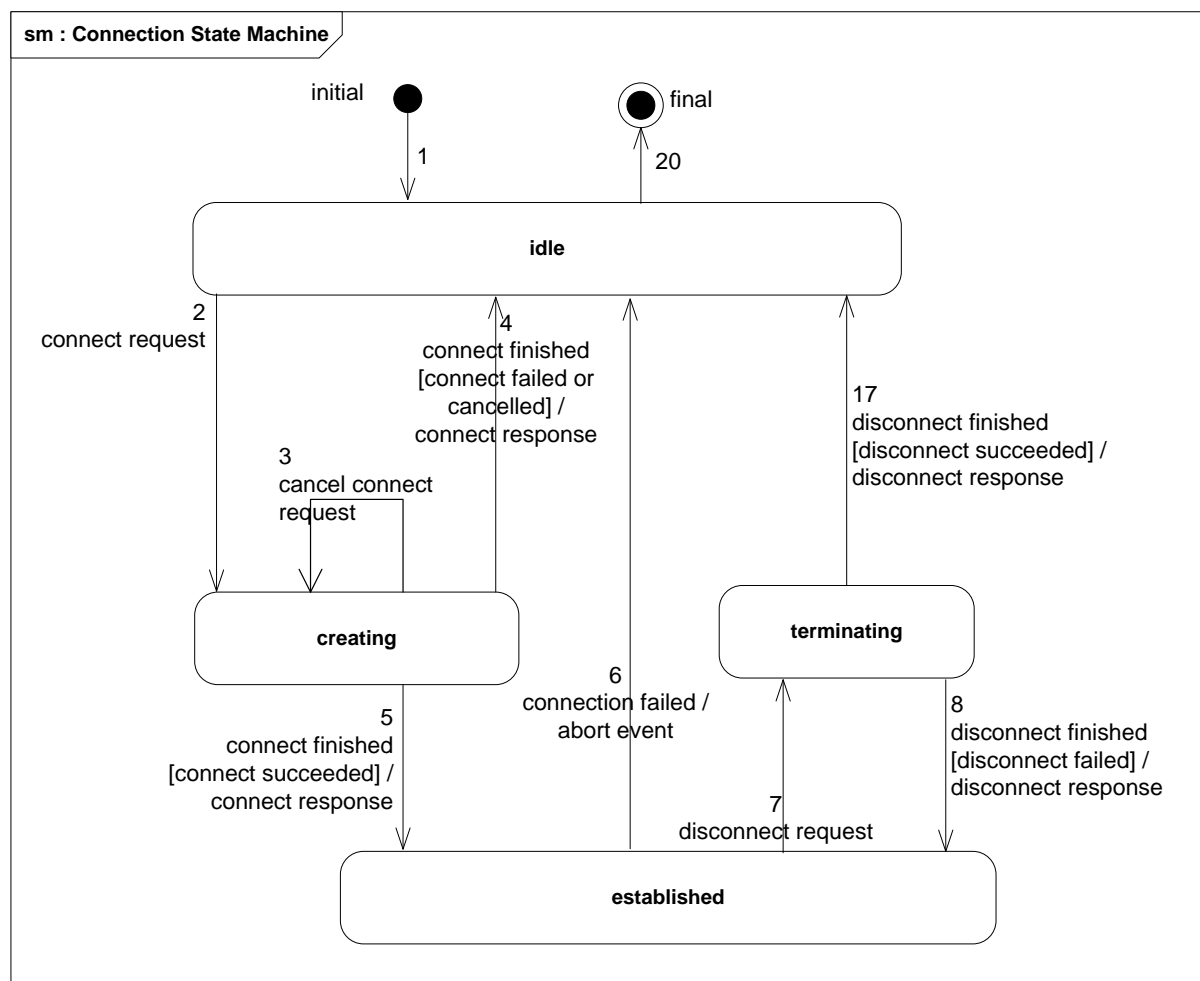 sm : Connection State Machine
initial
final
1
20
idle
2
connect request
4
connect finished
[connect failed or
cancelled] /
connect response
17
disconnect finished
[disconnect succeeded] /
disconnect response
3
cancel connect
request
creating
terminating
5
connect finished
[connect succeeded] /
connect response
6
connection failed /
abort event
7
disconnect request
8
disconnect finished
[disconnect failed] /
disconnect response
established